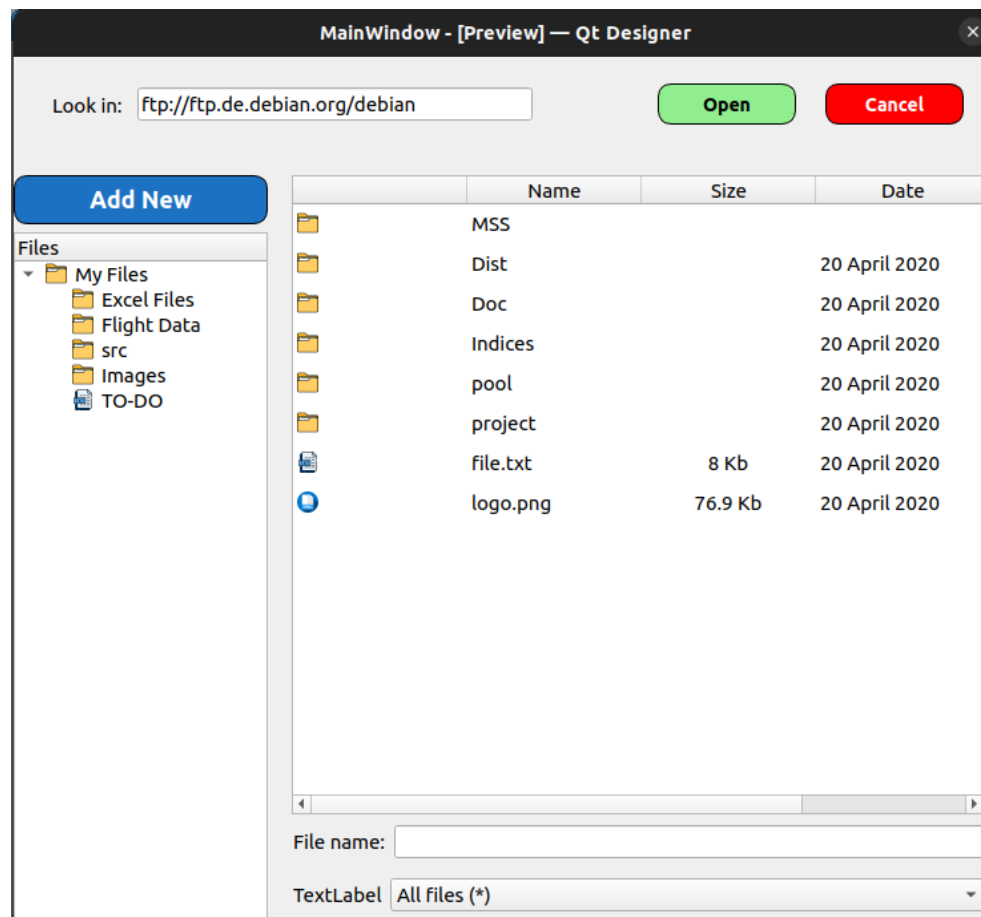 MainWindow - [Preview] — Qt Designer
Look in: ftp://ftp.de.debian.org/debian Open Cancel
Add New
Files
My Files
Excel Files
Flight Data
src
Images
TO-DO
Name Size Date
MSS
Dist 20 April 2020
Doc 20 April 2020
Indices 20 April 2020
pool 20 April 2020
project 20 April 2020
file.txt 8 Kb 20 April 2020
logo.png 76.9 Kb 20 April 2020
File name:
TextLabel All files (*)